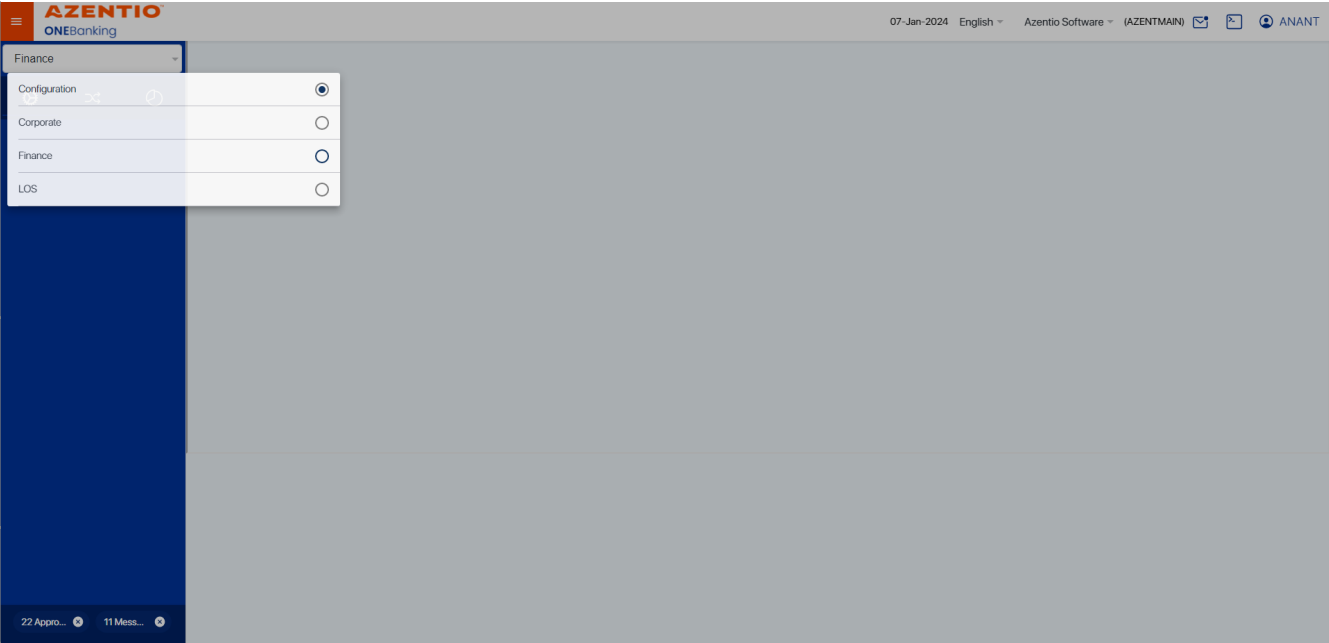 AZENTIO
ONEBanking
07-Jan-2024 English Azentio Software (AZENTMAIN) ANANT
Finance
Configuration
Corporate
Finance
LOS
22 Appro... 11 Mess...